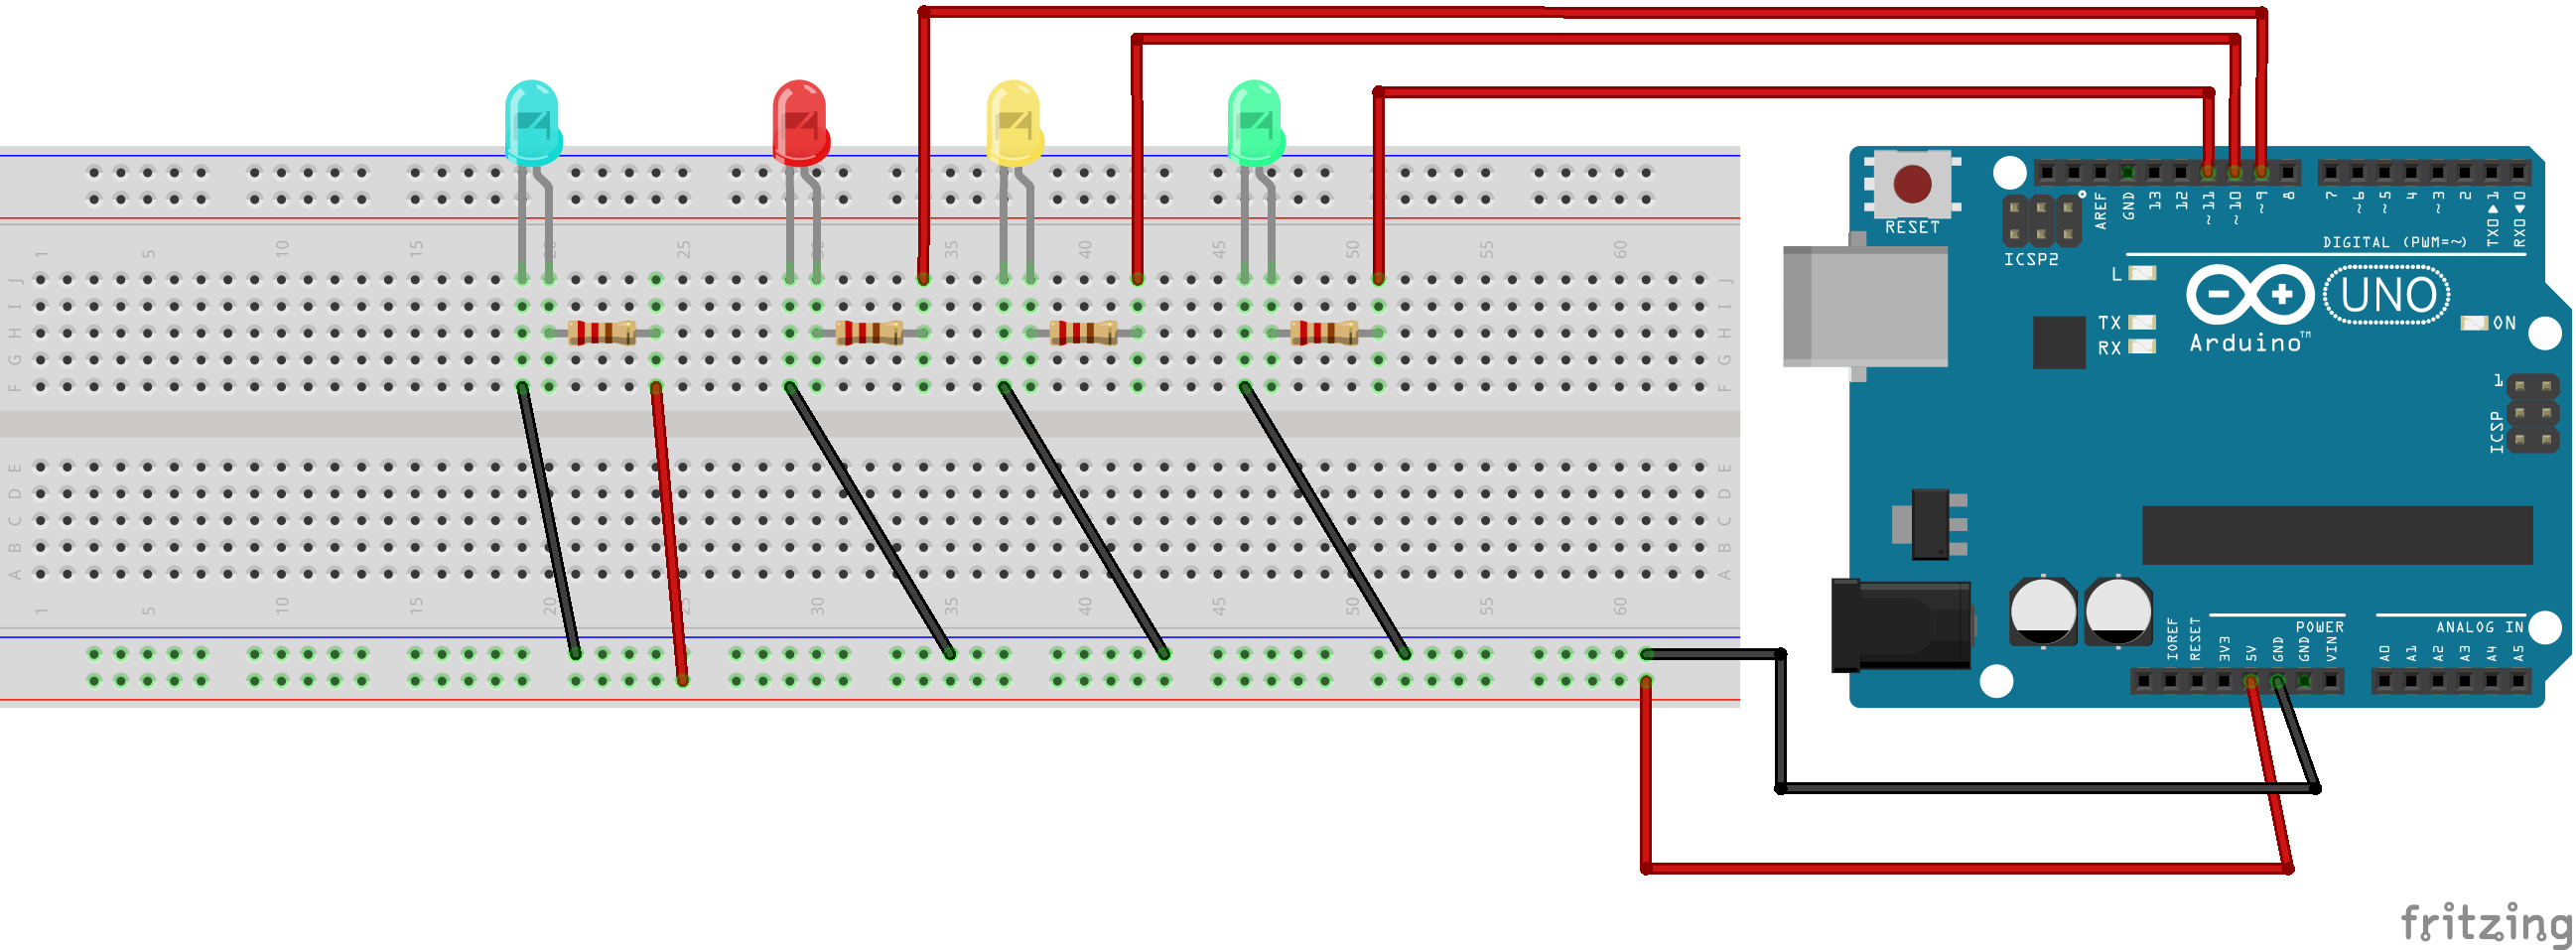 1 5 10 15 20 25 30 35 40 45 50 55 60
J J
I I
H H
G G
F F
E E
D D
C C
B B
A A
1 5 10 15 20 25 30 35 40 45 50 55 60
RESET
ICSP2
AREF
GND
13
12
~11
~10
~9
8
7
~6
~5
4
~3
2
TX0▶1
RX0◀0
DIGITAL (PWM=~)
L
TX
RX
UNO
Arduino™
ON
1
ICSP
POWER
ANALOG IN
IOREF
RESET
3V3
5V
GND
GND
VIN
A0
A1
A2
A3
A4
A5
fritzing